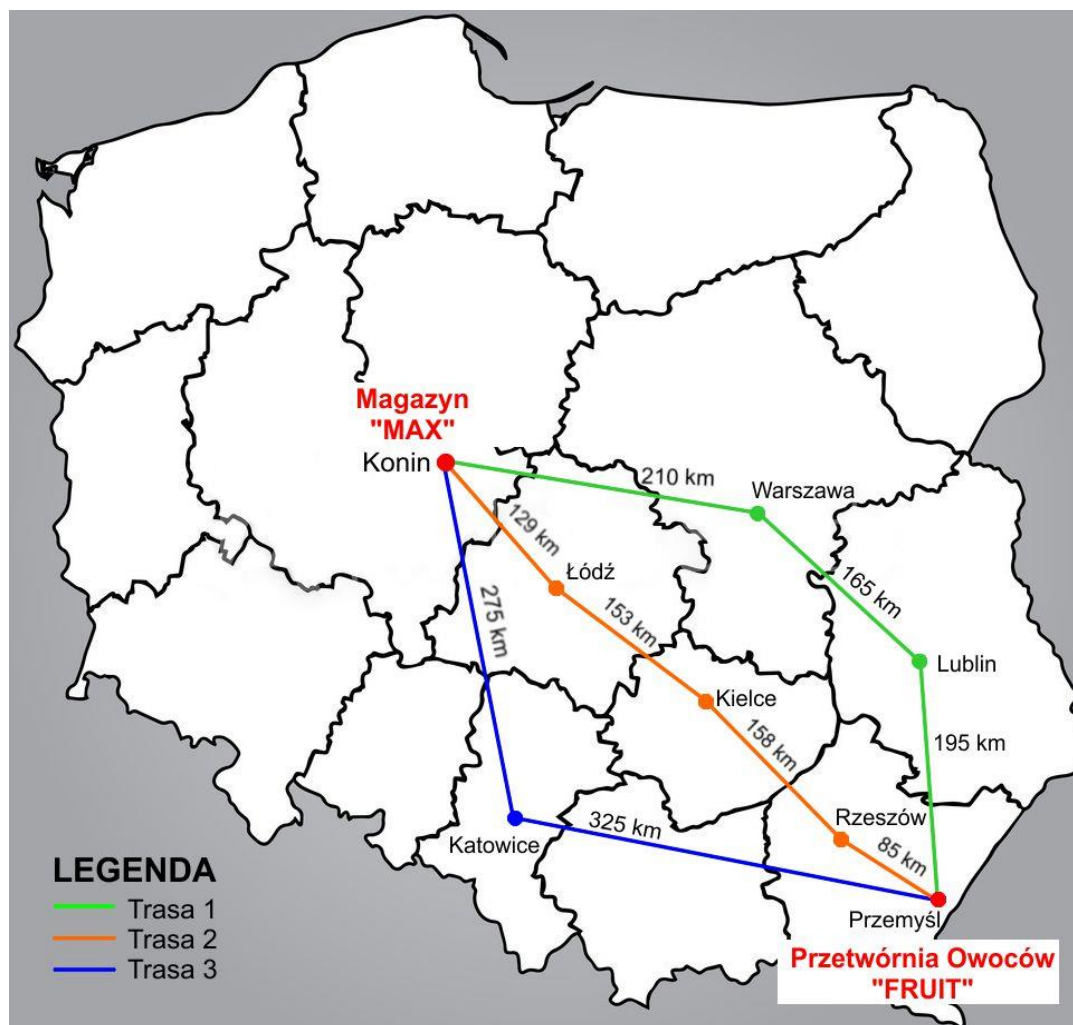 Magazyn
"MAX"
Konin
210 km
Warszawa
129 km
Łódź
165 km
275 km
153 km
Lublin
Kielce
195 km
158 km
Rzeszów
325 km
Katowice
85 km
Przemyśl
LEGENDA
Trasa 1
Trasa 2
Trasa 3
Przetwórnia Owoców
"FRUIT"